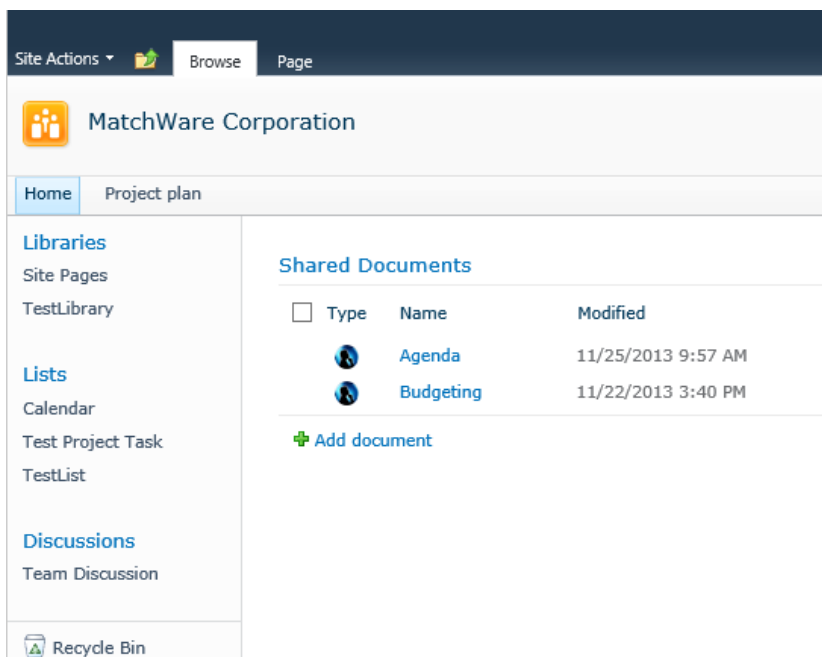 Site Actions
Browse
Page
MatchWare Corporation
Home
Project plan
Libraries
Site Pages
TestLibrary
Lists
Calendar
Test Project Task
TestList
Discussions
Team Discussion
Recycle Bin
Shared Documents
Type Name Modified
Agenda 11/25/2013 9:57 AM
Budgeting 11/22/2013 3:40 PM
Add document